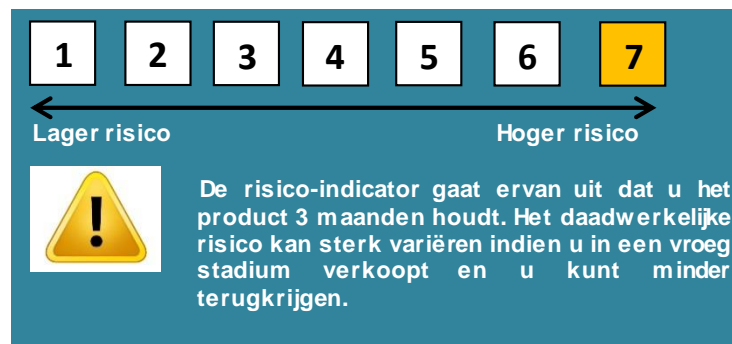 1 2 3 4 5 6 7
Lager risico Hoger risico
De risico-indicator gaat ervan uit dat u het
product 3 maanden houdt. Het daadwerkelijke
risico kan sterk variëren indien u in een vroeg
stadium verkoopt en u kunt minder
terugkrijgen.